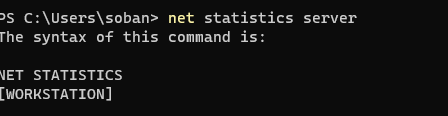 PS C:\Users\soban> net statistics server
The syntax of this command is:
NET STATISTICS
[WORKSTATION]